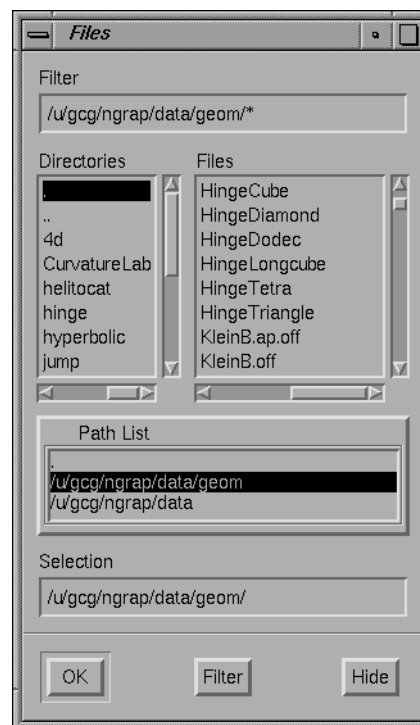 Files
Filter
/u/gcg/ngrap/data/geom/*
Directories
Files
.
..
4d
CurvatureLab
helitocat
hinge
hyperbolic
jump
HingeCube
HingeDiamond
HingeDodec
HingeLongcube
HingeTetra
HingeTriangle
KleinB.ap.off
KleinB.off
Path List
.
/u/gcg/ngrap/data/geom
/u/gcg/ngrap/data
Selection
/u/gcg/ngrap/data/geom/
OK
Filter
Hide